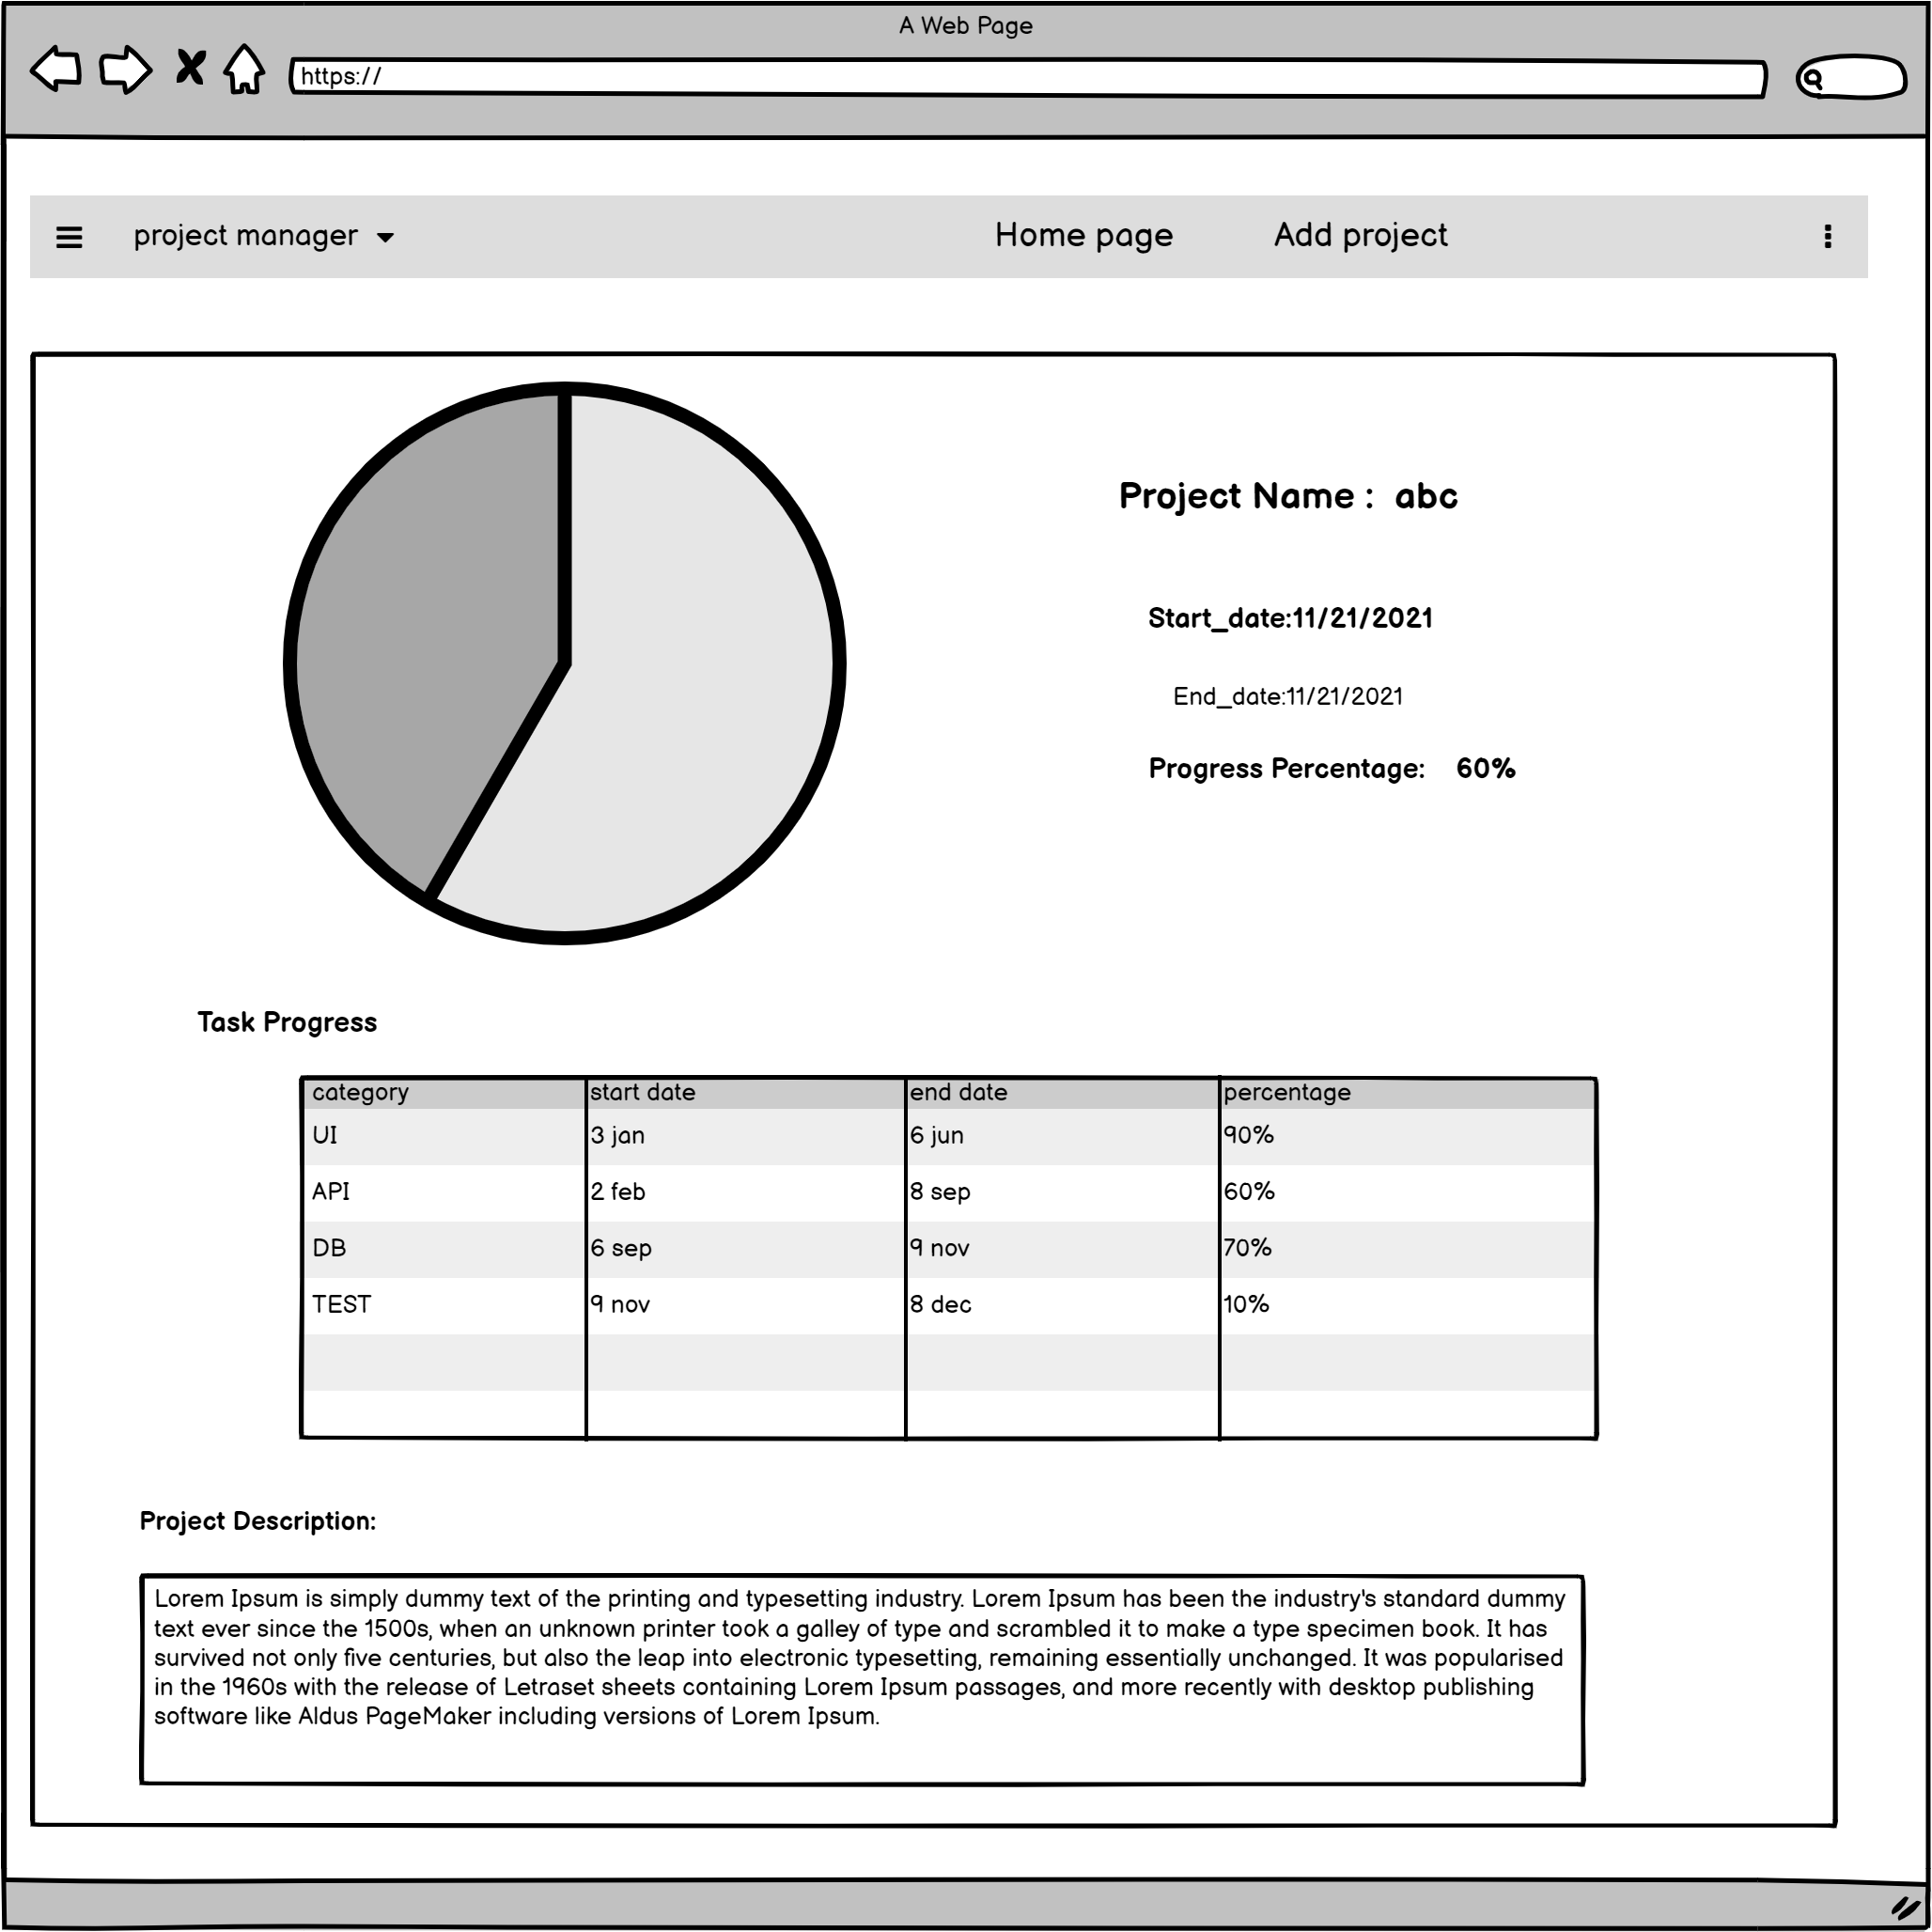 A Web Page
https://
project manager
Home page
Add project
Project Name : abc
Start_date:11/21/2021
End_date:11/21/2021
Progress Percentage: 60%
Task Progress
category start date end date percentage
UI 3 jan 6 jun 90%
API 2 feb 8 sep 60%
DB 6 sep 9 nov 70%
TEST 9 nov 8 dec 10%
Project Description:
Lorem Ipsum is simply dummy text of the printing and typesetting industry. Lorem Ipsum has been the industry's standard dummy
text ever since the 1500s, when an unknown printer took a galley of type and scrambled it to make a type specimen book. It has
survived not only five centuries, but also the leap into electronic typesetting, remaining essentially unchanged. It was popularised
in the 1960s with the release of Letraset sheets containing Lorem Ipsum passages, and more recently with desktop publishing
software like Aldus PageMaker including versions of Lorem Ipsum.